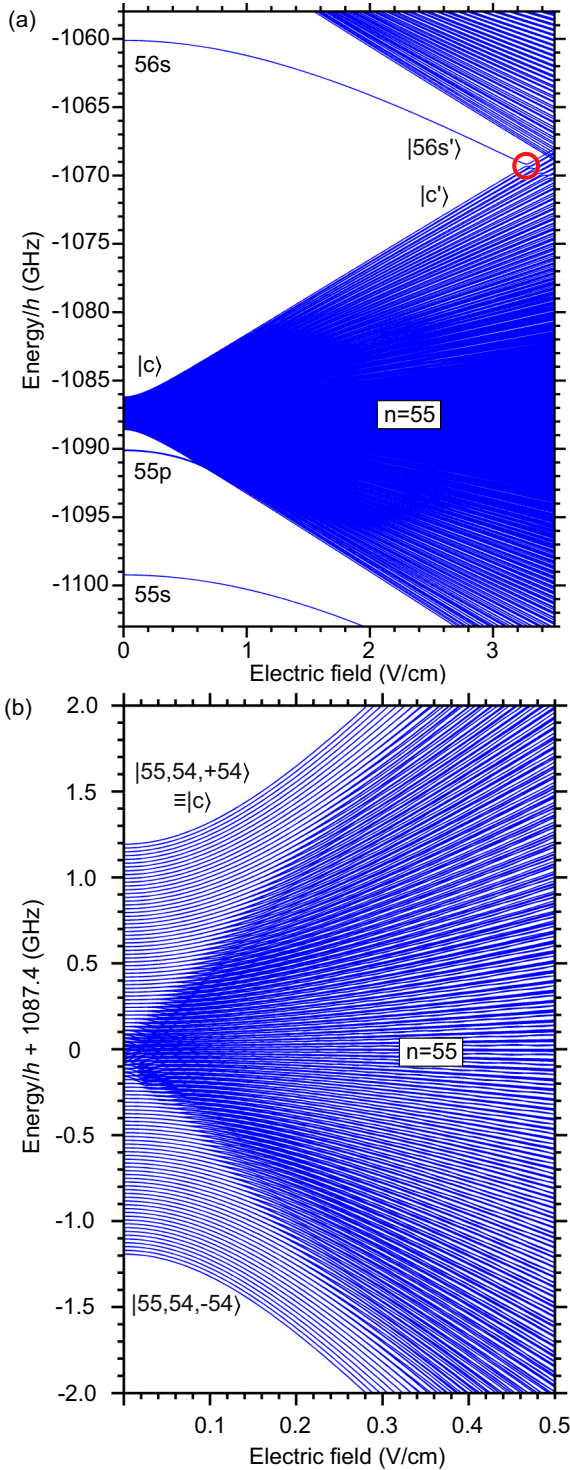 (a)
-1060
56s
-1065
|56s'⟩
-1070
|c'⟩
-1075
Energy/h (GHz)
-1080
|c⟩
-1085
n=55
-1090
55p
-1095
-1100
55s
0 1 2 3
Electric field (V/cm)
(b)
2.0
|55,54,+54⟩
≡|c⟩
1.5
1.0
0.5
Energy/h + 1087.4 (GHz)
0
n=55
-0.5
-1.0
|55,54,-54⟩
-1.5
-2.0
0.1 0.2 0.3 0.4 0.5
Electric field (V/cm)